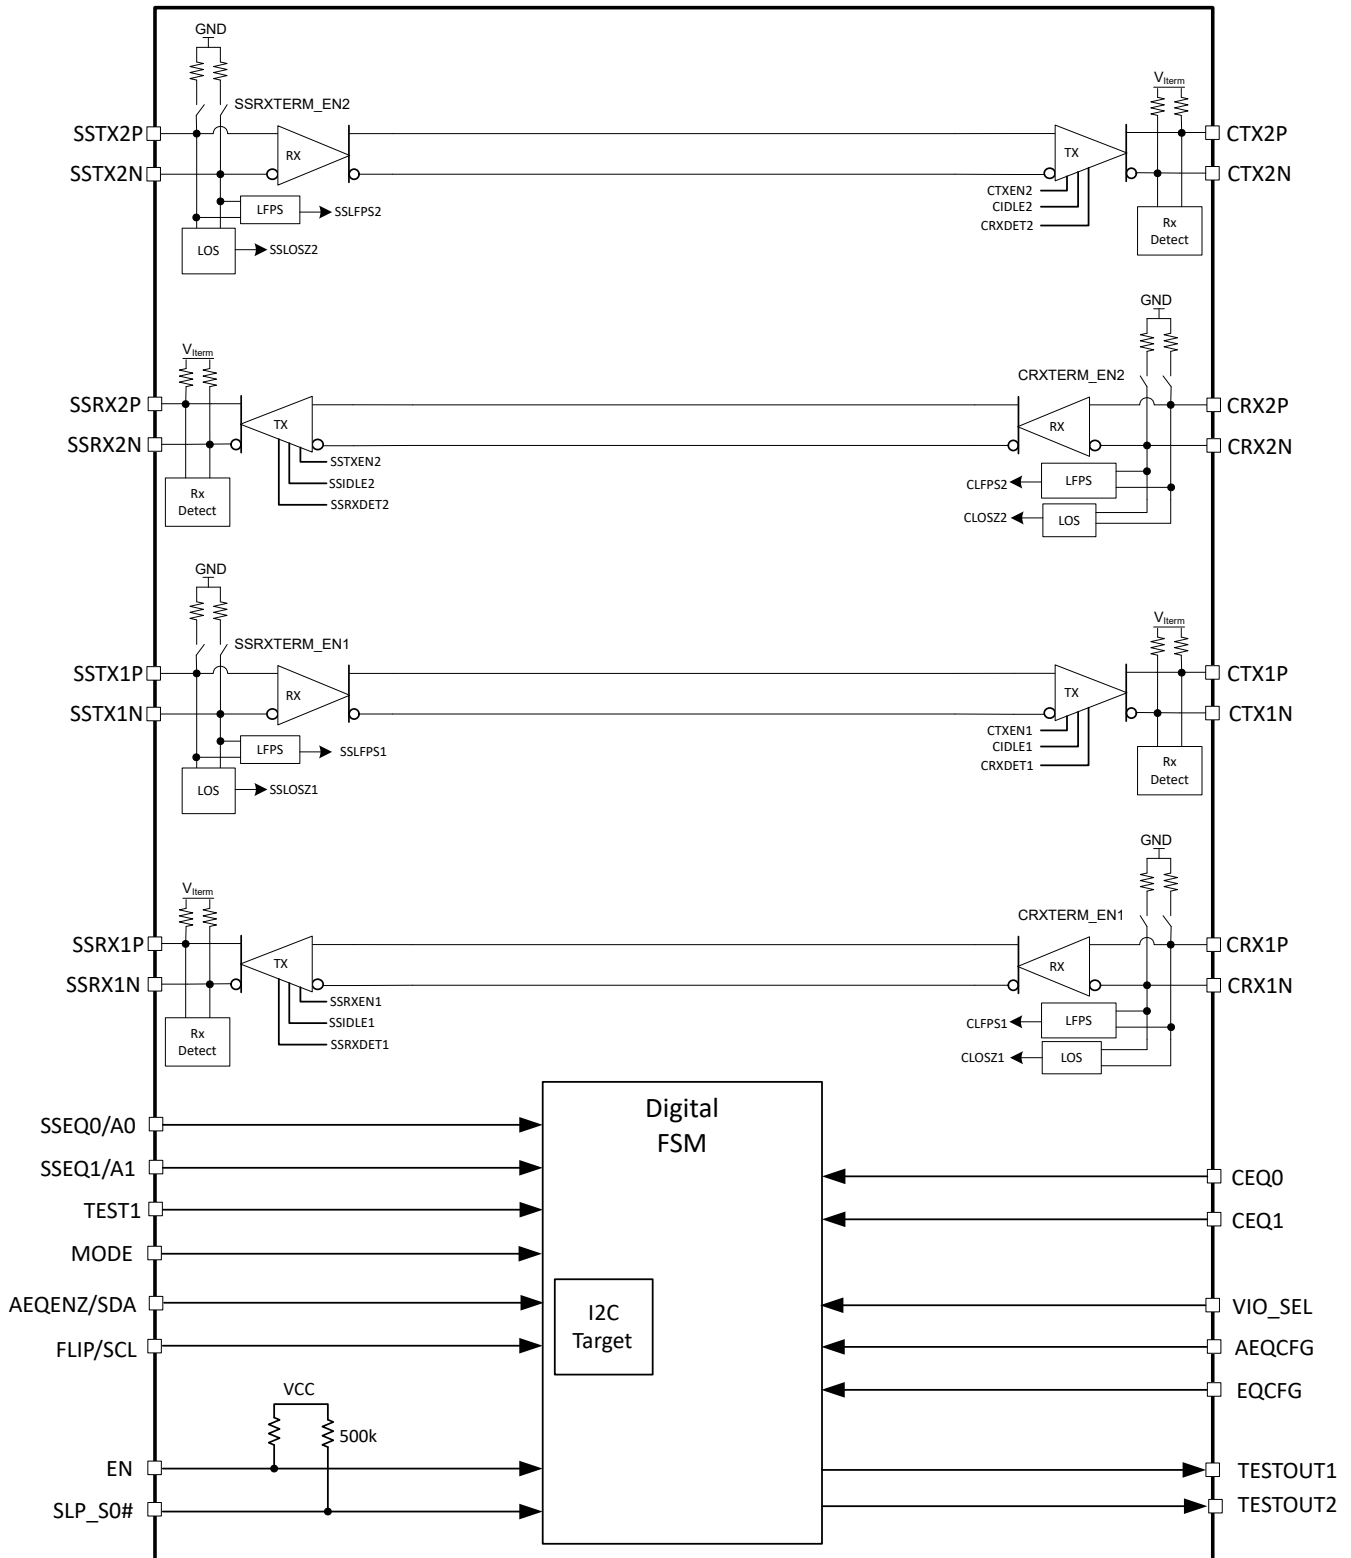 GND
SSRXTERM_EN2
SSTX2P
SSTX2N
RX
LFPS
SSLFPS2
LOS
SSLOSZ2
VIterm
TX
CTX2P
CTX2N
CTXEN2
CIDLE2
CRXDET2
Rx
Detect
VIterm
SSRX2P
SSRX2N
TX
SSTXEN2
SSIDLE2
SSRXDET2
Rx
Detect
GND
CRXTERM_EN2
RX
CRX2P
CRX2N
CLFPS2
LFPS
CLOSZ2
LOS
GND
SSRXTERM_EN1
SSTX1P
SSTX1N
RX
LFPS
SSLFPS1
LOS
SSLOSZ1
VIterm
TX
CTX1P
CTX1N
CTXEN1
CIDLE1
CRXDET1
Rx
Detect
VIterm
SSRX1P
SSRX1N
TX
SSRXEN1
SSIDLE1
SSRXDET1
Rx
Detect
GND
CRXTERM_EN1
RX
CRX1P
CRX1N
CLFPS1
LFPS
CLOSZ1
LOS
Digital
FSM
I2C
Target
SSEQ0/A0
SSEQ1/A1
TEST1
MODE
AEQENZ/SDA
FLIP/SCL
VCC
500k
EN
SLP_S0#
CEQ0
CEQ1
VIO_SEL
AEQCFG
EQCFG
TESTOUT1
TESTOUT2